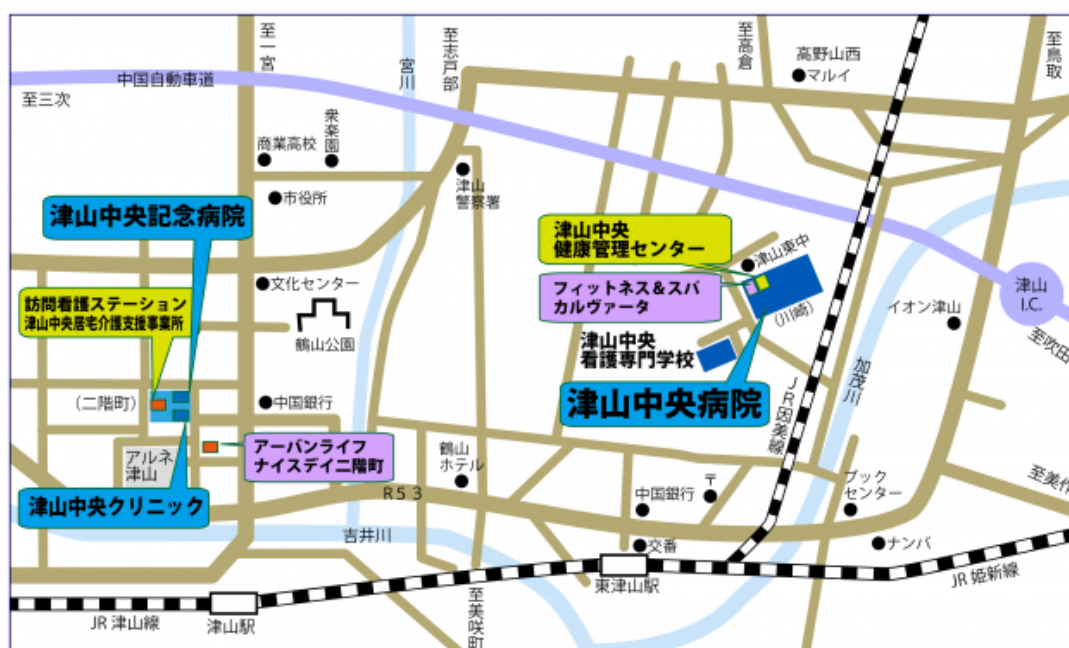 至一宮
至志戸部
宮川
至高倉
高野山西
マルイ
至鳥取
中国自動車道
至三次
商業高校
衆楽園
市役所
津山
警察署
津山中央記念病院
津山中央
健康管理センター
津山東中
フィットネス&スパ
カルヴァータ
(川崎)
津山
I.C.
イオン津山
至吹田
文化センター
訪問看護ステーション
津山中央居宅介護支援事業所
鶴山公園
津山中央
看護専門学校
津山中央病院
JR因美線
加茂川
(二階町)
中国銀行
アーバンライフ
ナイスデイ二階町
アルネ
津山
鶴山
ホテル
R53
津山中央クリニック
〒
中国銀行
ブック
センター
至美作
吉井川
交番
ナンバ
東津山駅
JR姫新線
至美咲町
JR津山線
津山駅